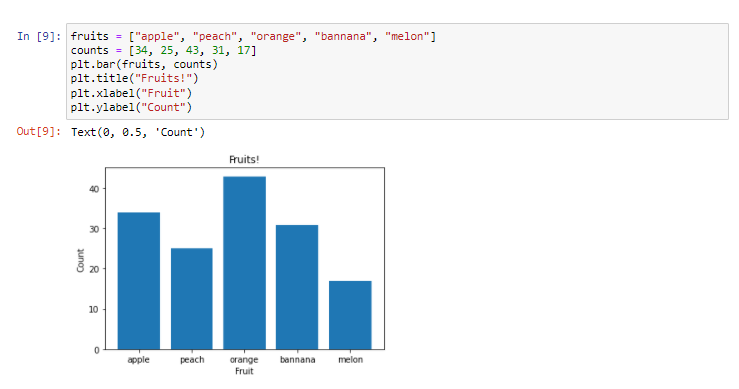 In [9]: fruits = ["apple", "peach", "orange", "bannana", "melon"]
counts = [34, 25, 43, 31, 17]
plt.bar(fruits, counts)
plt.title("Fruits!")
plt.xlabel("Fruit")
plt.ylabel("Count")
Out[9]: Text(0, 0.5, 'Count')
Fruits!
40
30
20
10
0
Count
apple peach orange bannana melon
Fruit